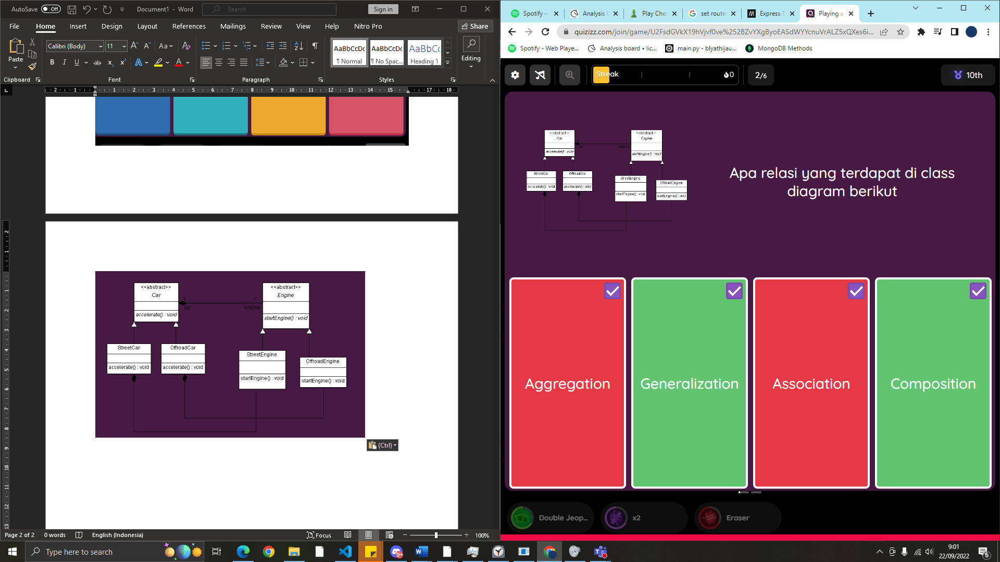 AutoSave Off Document1 - Word Search Sign in
File Home Insert Design Layout References Mailings Review View Help Nitro Pro Share
Paste Calibri (Body) 11 Aa
AaBbCcDc AaBbCcDc AaBbCc
¶ Normal ¶ No Spac... Heading 1 Editing
Clipboard Font Paragraph Styles
<<abstract>>
Car
accelerate() : void
<<abstract>>
Engine
startEngine() : void
1 1
car engine
StreetCar
accelerate() : void
OffroadCar
accelerate() : void
StreetEngine
startEngine() : void
OffroadEngine
startEngine() : void
(Ctrl)
Page 2 of 2 0 words English (Indonesia) Focus 100%
Spotify – Analysis b Play Ches set route Express T Playing a
quizizz.com/join/game/U2FsdGVkX19hVjvf0ve%252BZvYXgByoEASdWYYcnuVrALZ5xQXes6i...
Spotify - Web Playe... Analysis board • lic... main.py - blyathijau... MongoDB Methods
Streak 0 2/6 10th
<<abstract>>
Car
accelerate() : void
<<abstract>>
Engine
startEngine() : void
1 1
car engine
StreetCar
accelerate() : void
OffroadCar
accelerate() : void
StreetEngine
startEngine() : void
OffroadEngine
startEngine() : void
Apa relasi yang terdapat di class
diagram berikut
Aggregation
Generalization
Association
Composition
Double Jeop... x2 Eraser
Type here to search
9:01
22/09/2022
6